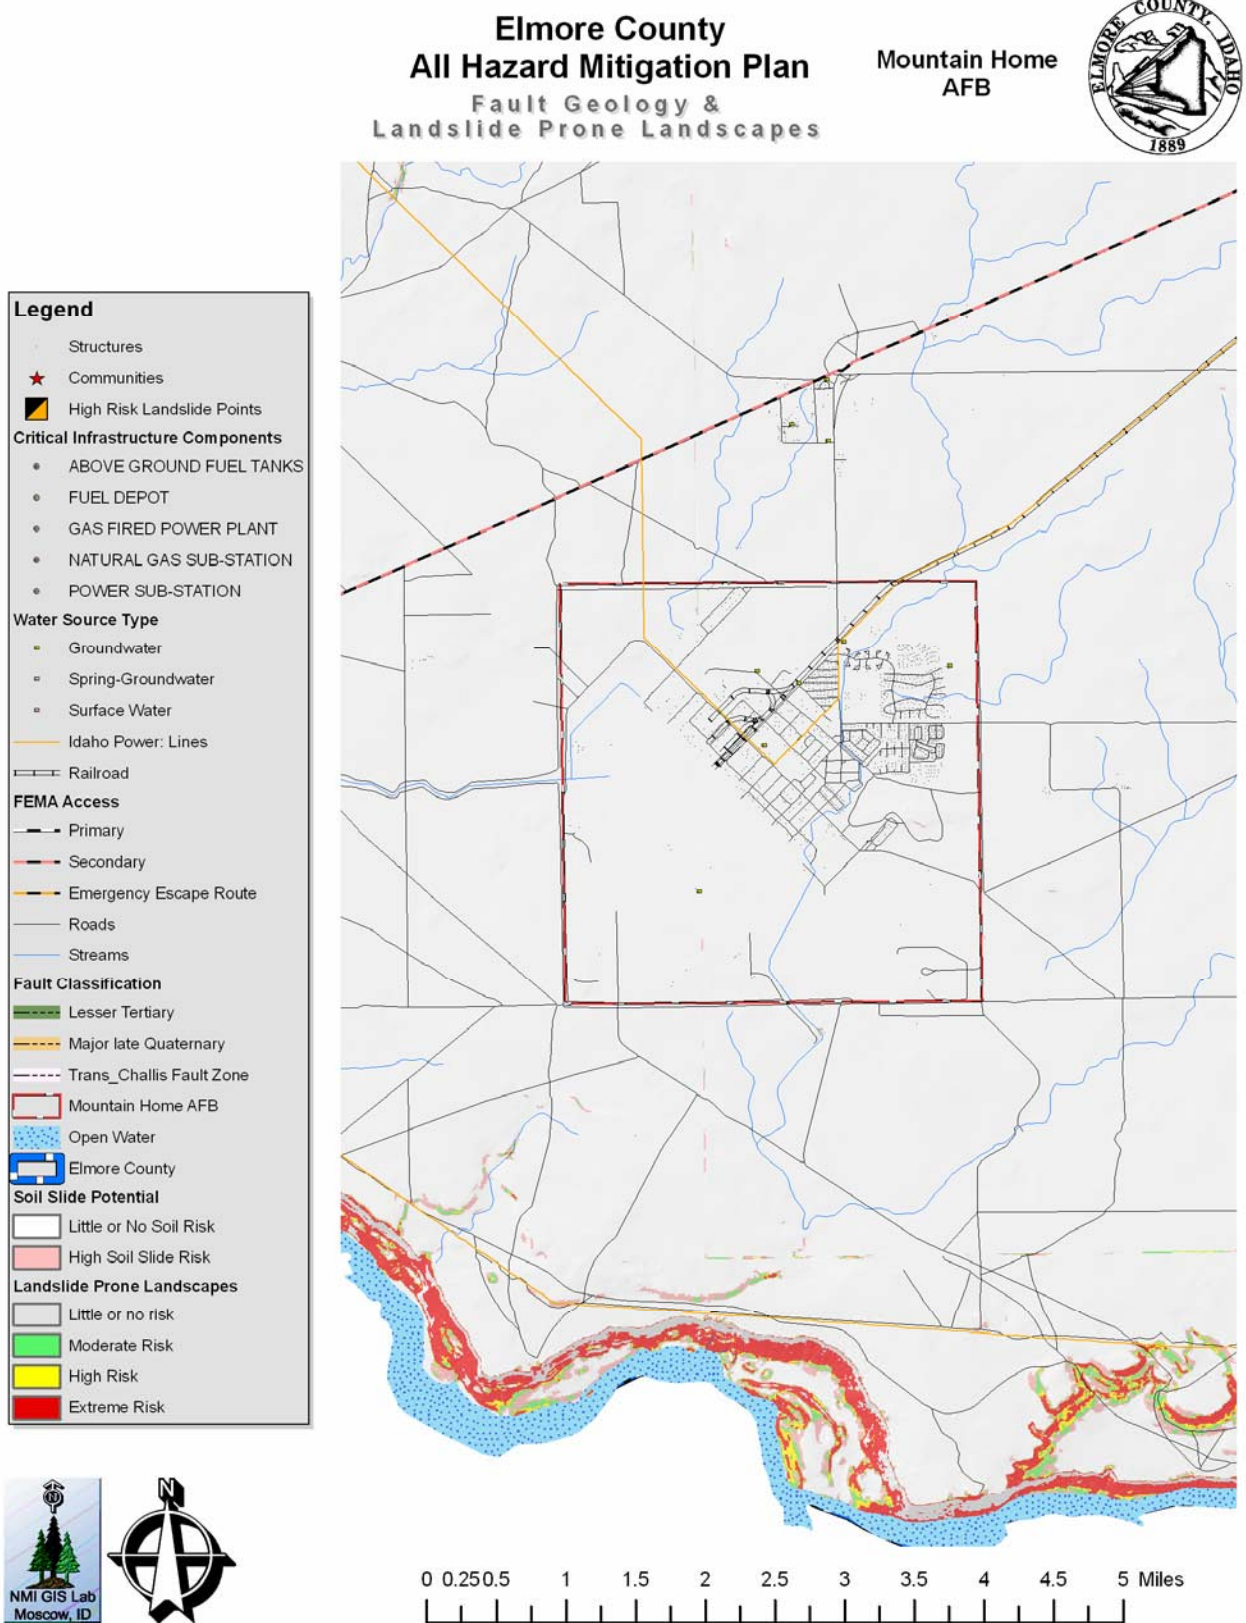 Elmore County
All Hazard Mitigation Plan
Fault Geology &
Landslide Prone Landscapes
Mountain Home
AFB
ELMORE COUNTY, IDAHO
1889
Legend
Structures
Communities
High Risk Landslide Points
Critical Infrastructure Components
ABOVE GROUND FUEL TANKS
FUEL DEPOT
GAS FIRED POWER PLANT
NATURAL GAS SUB-STATION
POWER SUB-STATION
Water Source Type
Groundwater
Spring-Groundwater
Surface Water
Idaho Power: Lines
Railroad
FEMA Access
Primary
Secondary
Emergency Escape Route
Roads
Streams
Fault Classification
Lesser Tertiary
Major late Quaternary
Trans_Challis Fault Zone
Mountain Home AFB
Open Water
Elmore County
Soil Slide Potential
Little or No Soil Risk
High Soil Slide Risk
Landslide Prone Landscapes
Little or no risk
Moderate Risk
High Risk
Extreme Risk
N
NMI GIS Lab
Moscow, ID
N
0 0.25 0.5 1 1.5 2 2.5 3 3.5 4 4.5 5 Miles